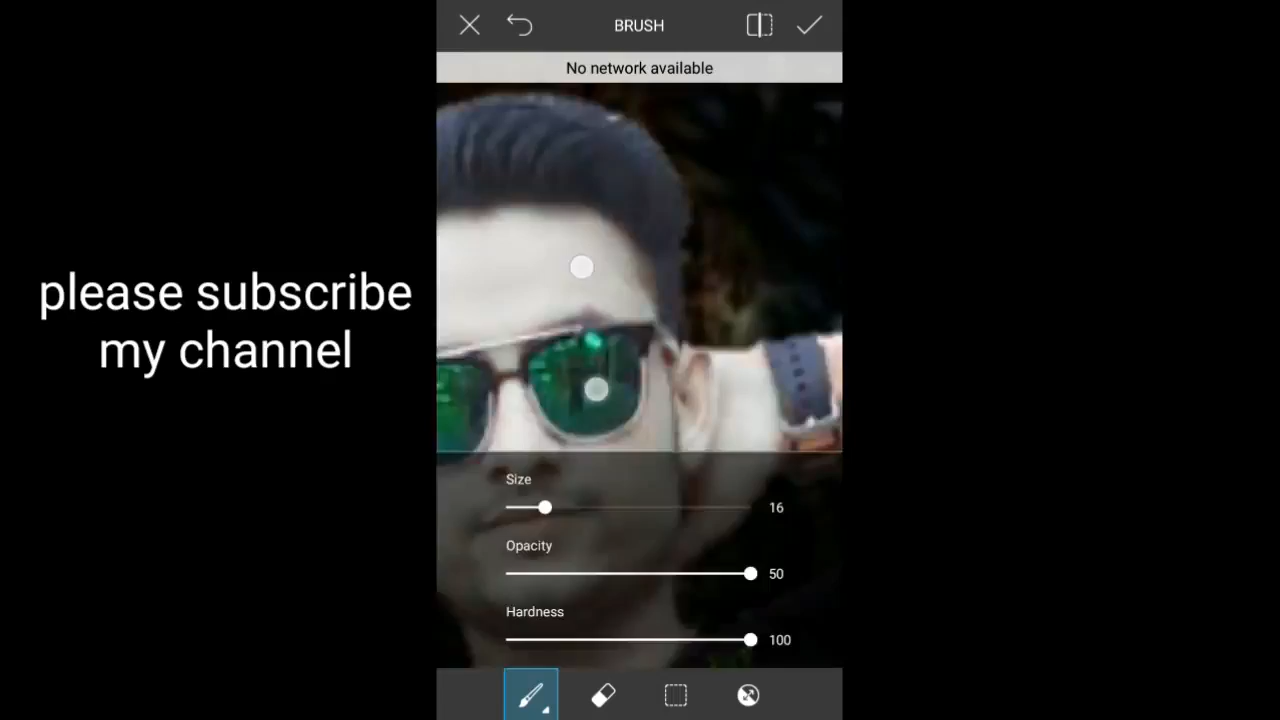 BRUSH
No network available
please subscribe
my channel
Size
16
Opacity
50
Hardness
100